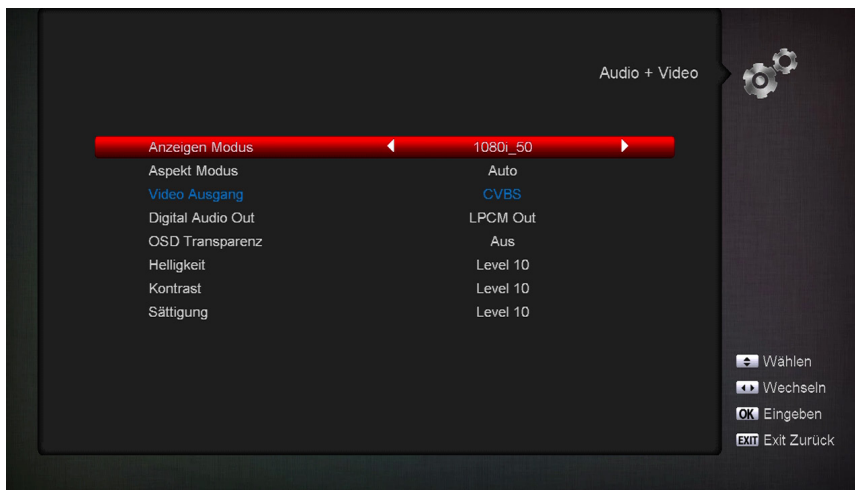 Audio + Video
Anzeigen Modus 1080i_50
Aspekt Modus Auto
Video Ausgang CVBS
Digital Audio Out LPCM Out
OSD Transparenz Aus
Helligkeit Level 10
Kontrast Level 10
Sättigung Level 10
Wählen
Wechseln
OK Eingeben
EXIT Exit Zurück